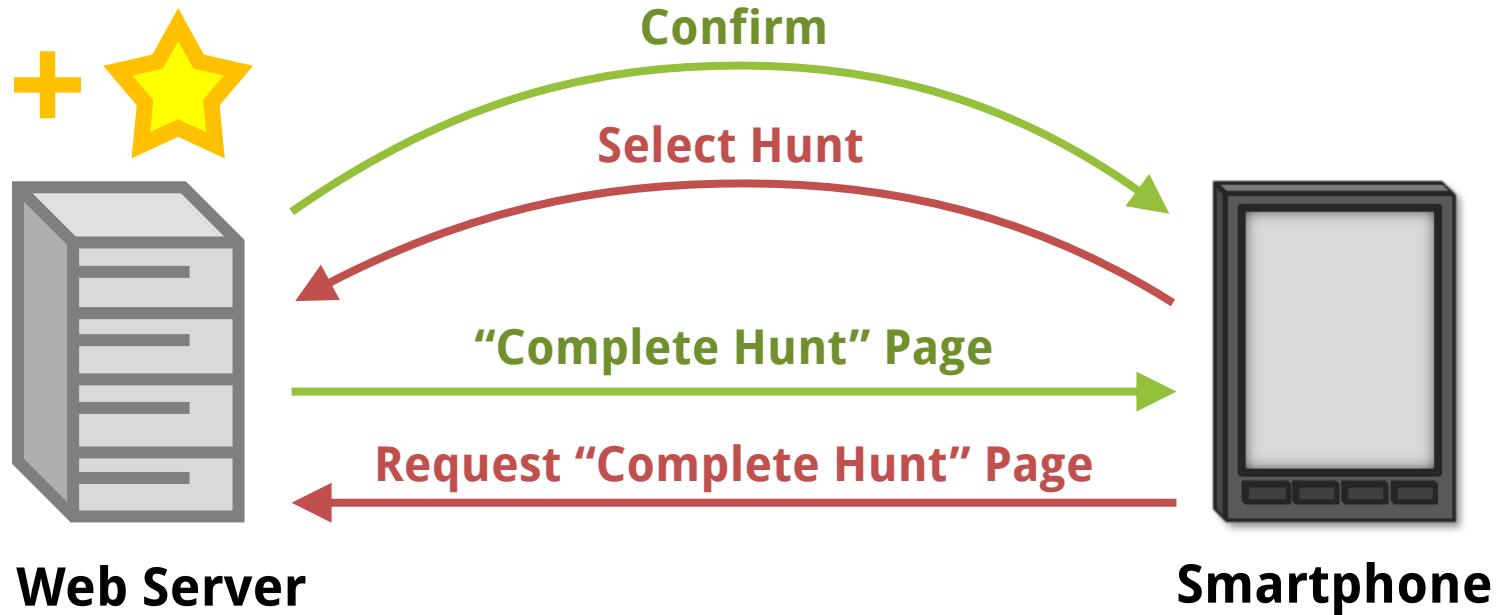 Confirm
Select Hunt
“Complete Hunt” Page
Request “Complete Hunt” Page
Web Server
Smartphone